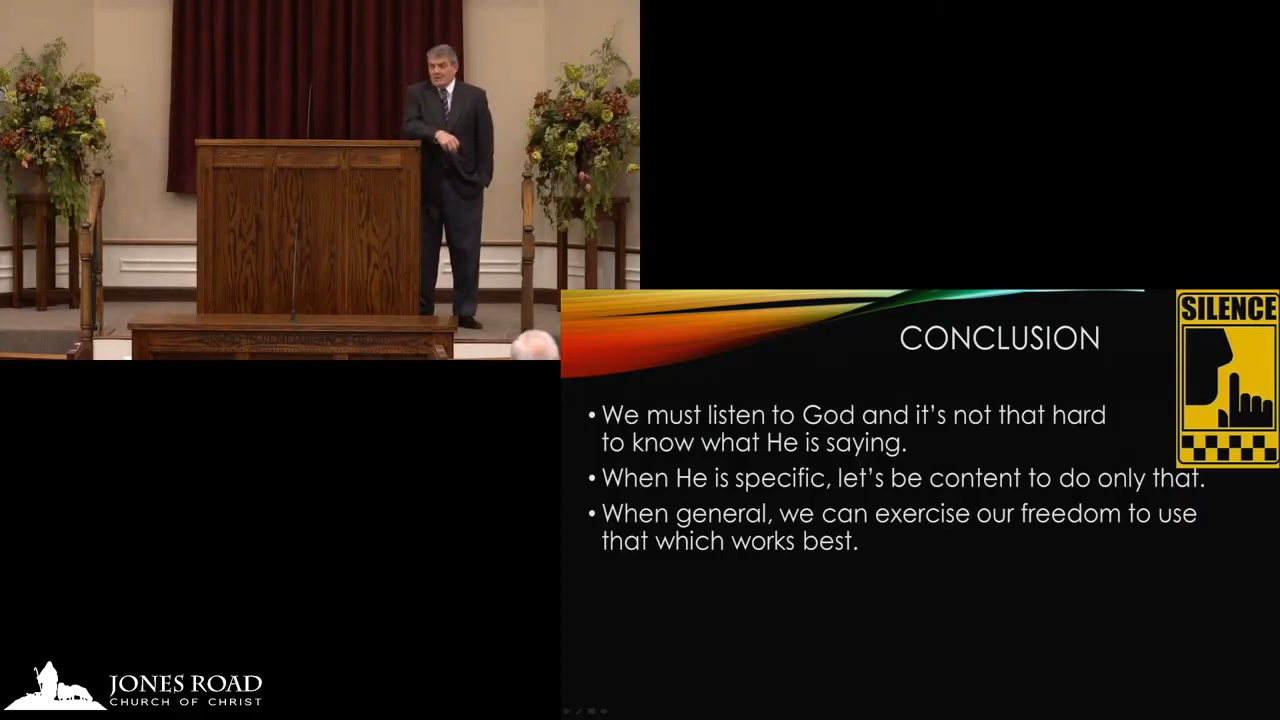 SILENCE
CONCLUSION
• We must listen to God and it’s not that hard
to know what He is saying.
• When He is specific, let’s be content to do only that.
• When general, we can exercise our freedom to use
that which works best.
JONES ROAD
CHURCH OF CHRIST